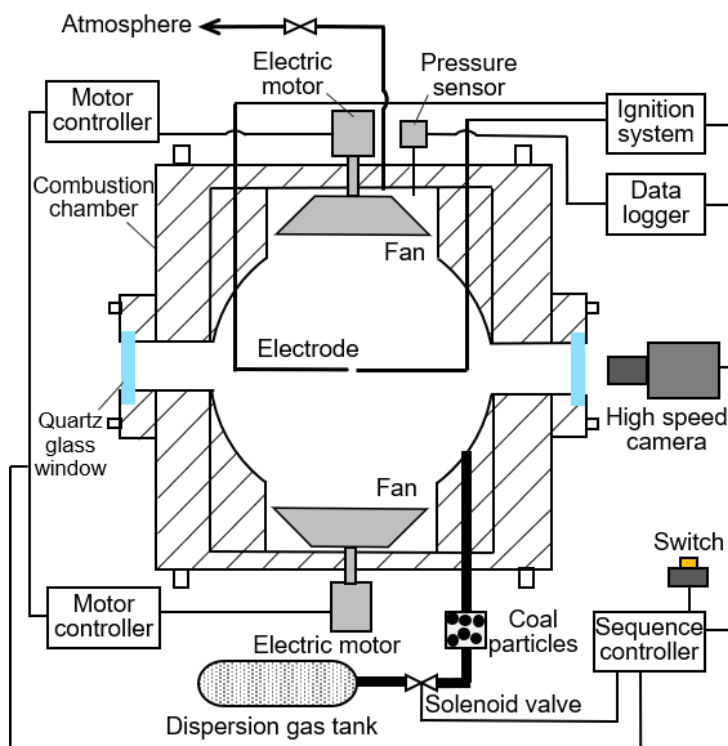 Atmosphere
Electric
motor
Pressure
sensor
Motor
controller
Ignition
system
Combustion
chamber
Data
logger
Fan
Electrode
Quartz
glass
window
High speed
camera
Fan
Switch
Motor
controller
Electric motor
Coal
particles
Sequence
controller
Solenoid valve
Dispersion gas tank